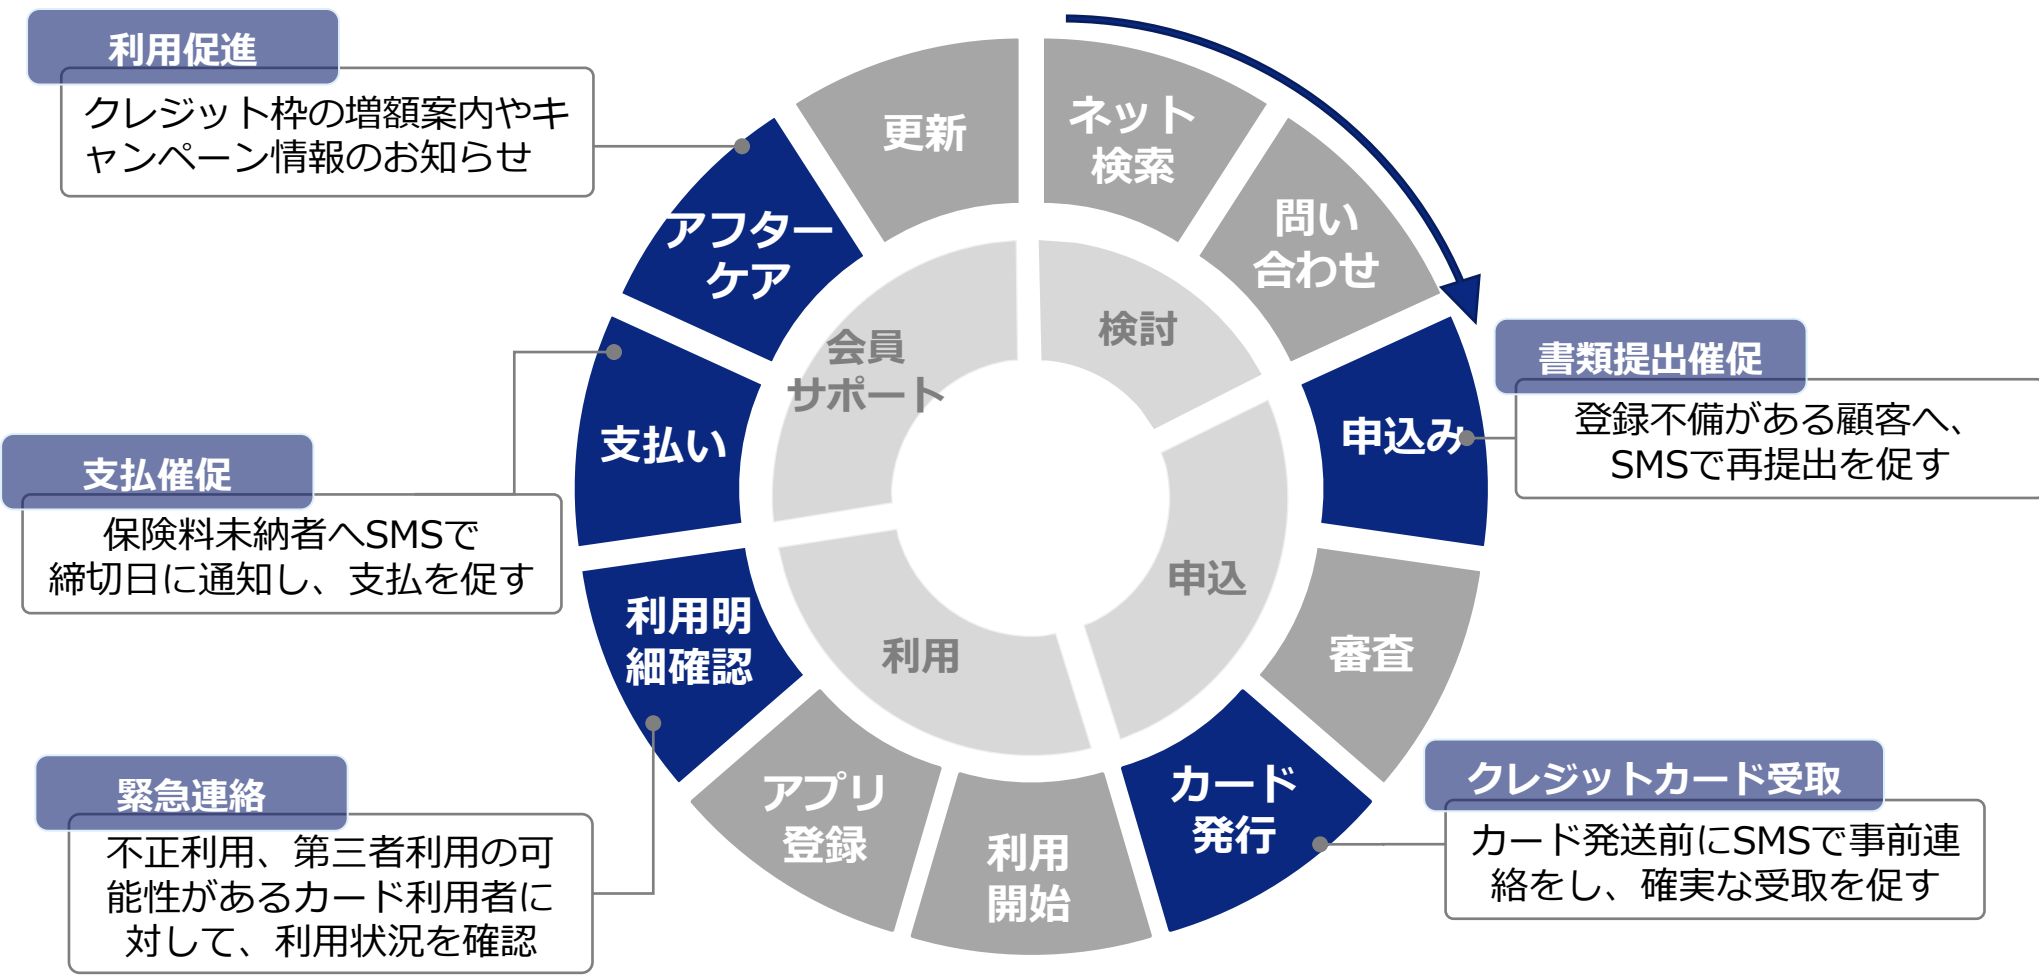 利用促進
クレジット枠の増額案内やキ
ャンペーン情報のお知らせ
支払催促
保険料未納者へSMSで
締切日に通知し、支払を促す
緊急連絡
不正利用、第三者利用の可
能性があるカード利用者に
対して、利用状況を確認
更新
ネット
検索
問い
合わせ
申込み
審査
カード
発行
利用
開始
アプリ
登録
利用明
細確認
支払い
アフター
ケア
会員
サポート
検討
申込
利用
書類提出催促
登録不備がある顧客へ、
SMSで再提出を促す
クレジットカード受取
カード発送前にSMSで事前連
絡をし、確実な受取を促す